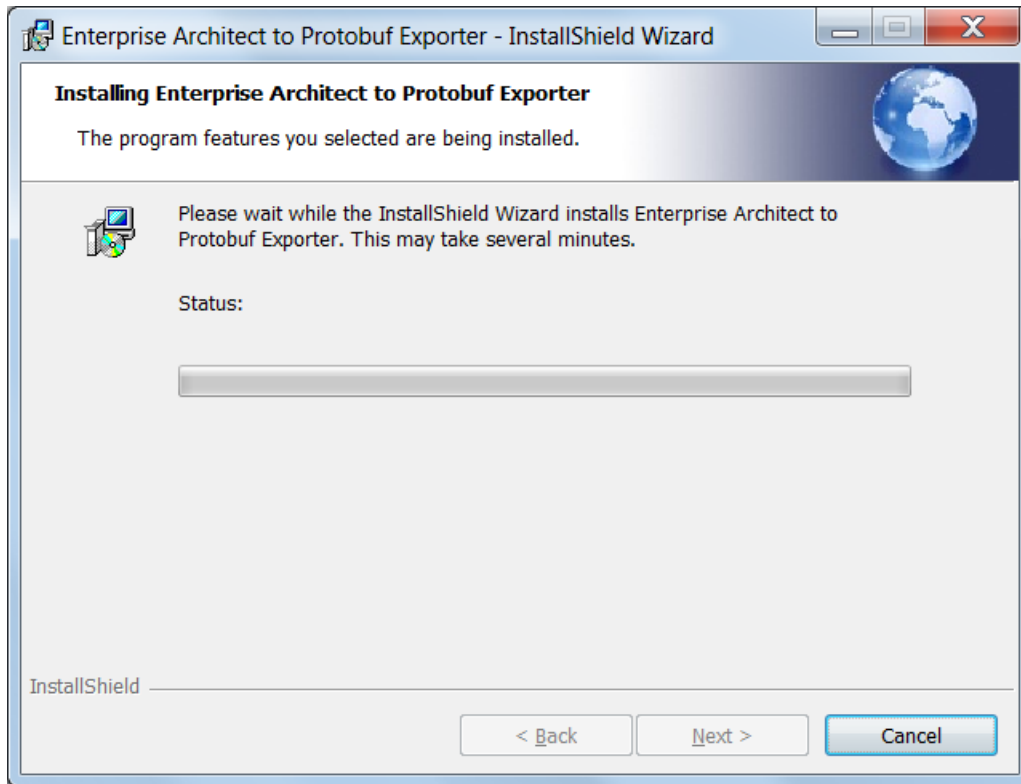 Enterprise Architect to Protobuf Exporter - InstallShield Wizard
Installing Enterprise Architect to Protobuf Exporter
The program features you selected are being installed.
Please wait while the InstallShield Wizard installs Enterprise Architect to
Protobuf Exporter. This may take several minutes.
Status:
InstallShield
< Back
Next >
Cancel